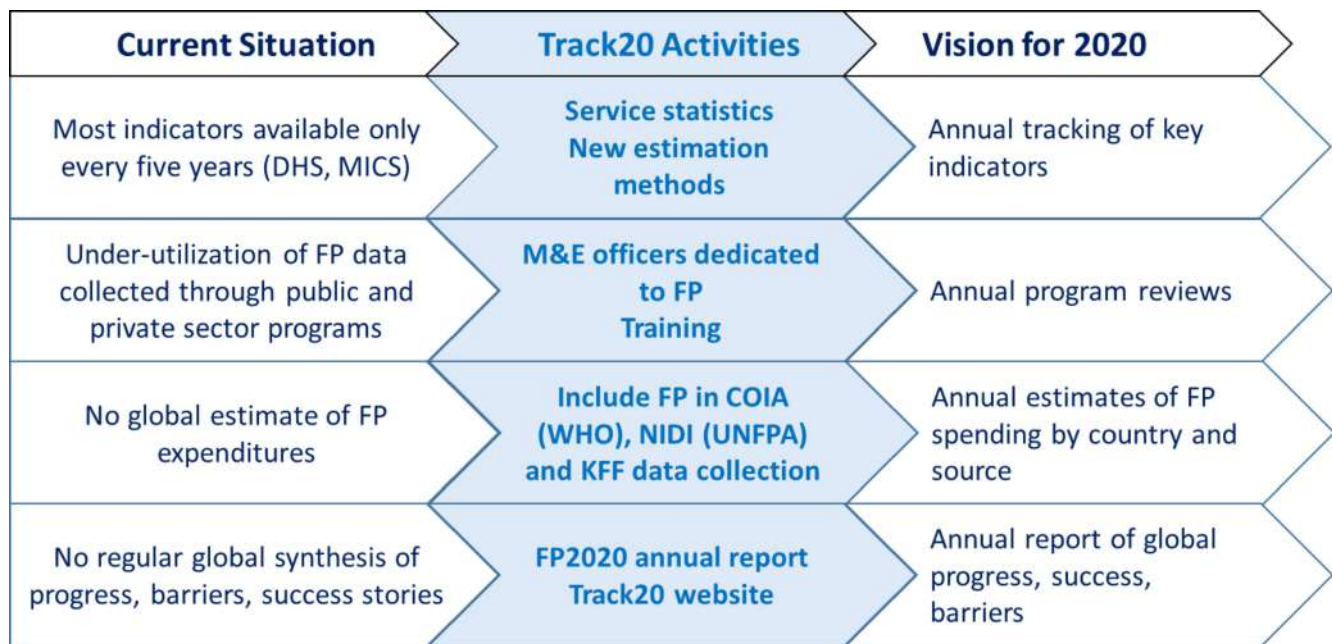 Current Situation
Track20 Activities
Vision for 2020
Most indicators available only
every five years (DHS, MICS)
Service statistics
New estimation
methods
Annual tracking of key
indicators
Under-utilization of FP data
collected through public and
private sector programs
M&E officers dedicated
to FP
Training
Annual program reviews
No global estimate of FP
expenditures
Include FP in COIA
(WHO), NIDI (UNFPA)
and KFF data collection
Annual estimates of FP
spending by country and
source
No regular global synthesis of
progress, barriers, success stories
FP2020 annual report
Track20 website
Annual report of global
progress, success,
barriers